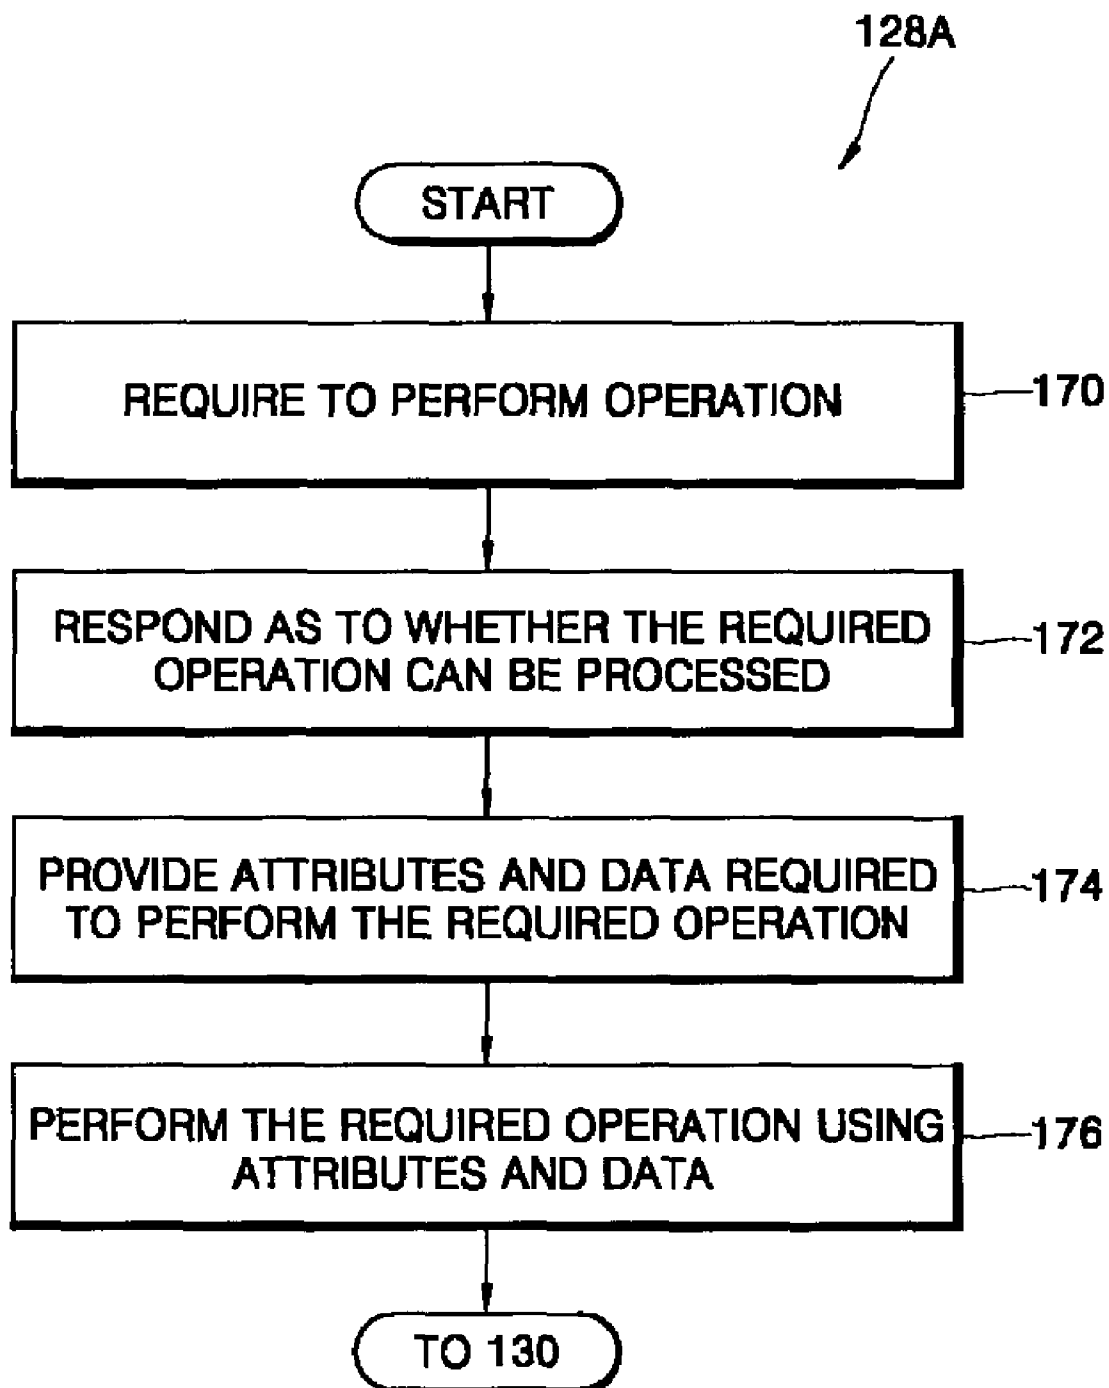 128A
START
REQUIRE TO PERFORM OPERATION
170
RESPOND AS TO WHETHER THE REQUIRED
OPERATION CAN BE PROCESSED
172
PROVIDE ATTRIBUTES AND DATA REQUIRED
TO PERFORM THE REQUIRED OPERATION
174
PERFORM THE REQUIRED OPERATION USING
ATTRIBUTES AND DATA
176
TO 130